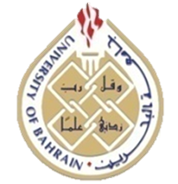 جامعة البحرين
UNIVERSITY OF BAHRAIN
وقل رب
زدني علما